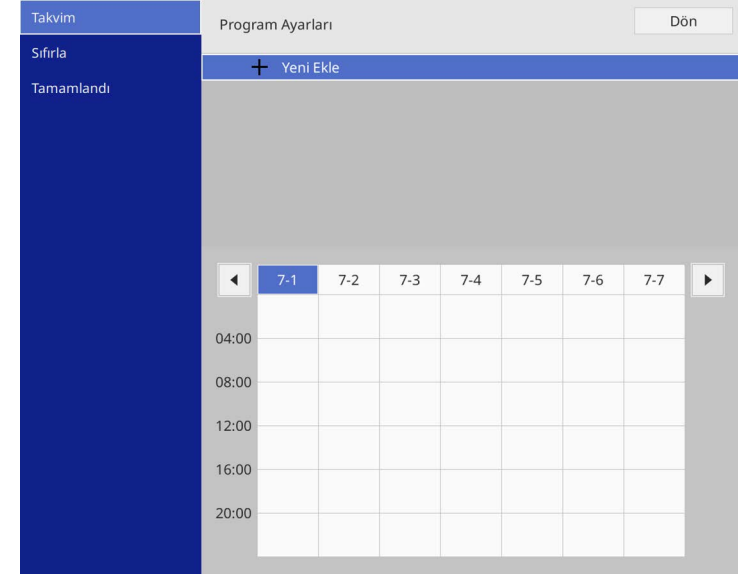 Takvim
Sıfırla
Tamamlandı
Program Ayarları
Dön
Yeni Ekle
7-1 7-2 7-3 7-4 7-5 7-6 7-7
04:00
08:00
12:00
16:00
20:00